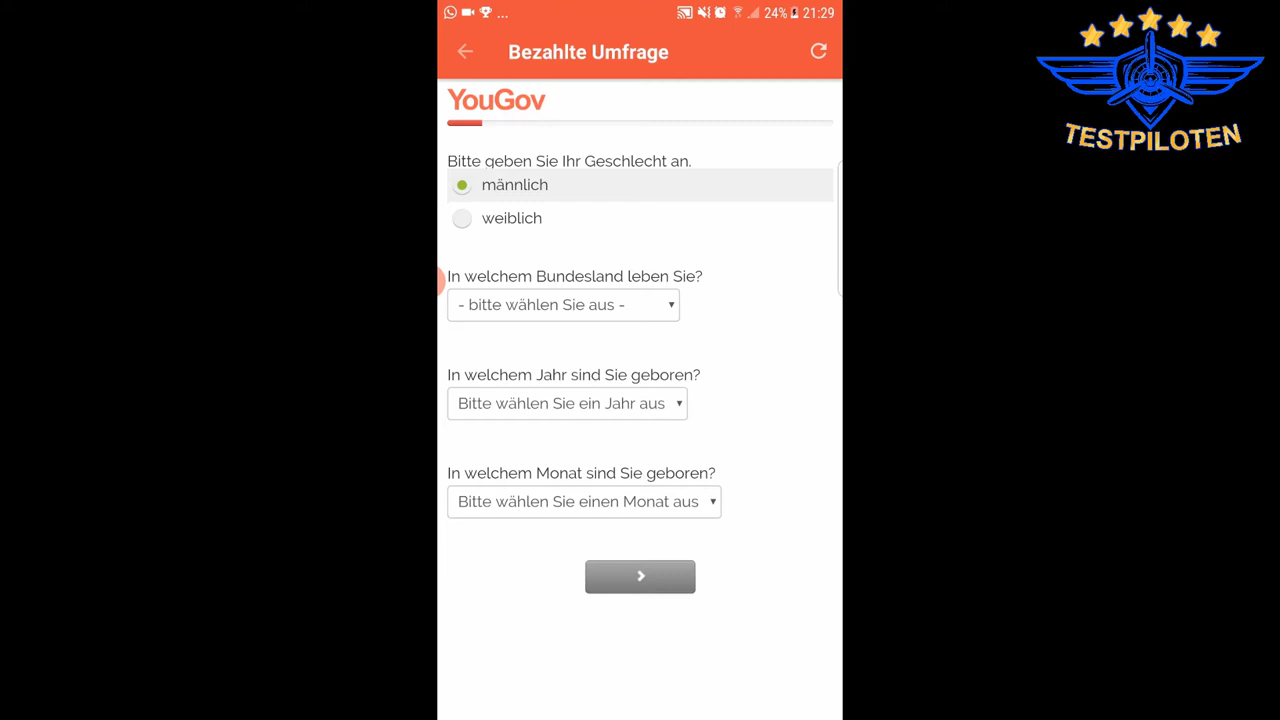 ... 24% 21:29
Bezahlte Umfrage
YouGov
Bitte geben Sie Ihr Geschlecht an.
männlich
weiblich
In welchem Bundesland leben Sie?
- bitte wählen Sie aus -
In welchem Jahr sind Sie geboren?
Bitte wählen Sie ein Jahr aus
In welchem Monat sind Sie geboren?
Bitte wählen Sie einen Monat aus
TESTPILOTEN